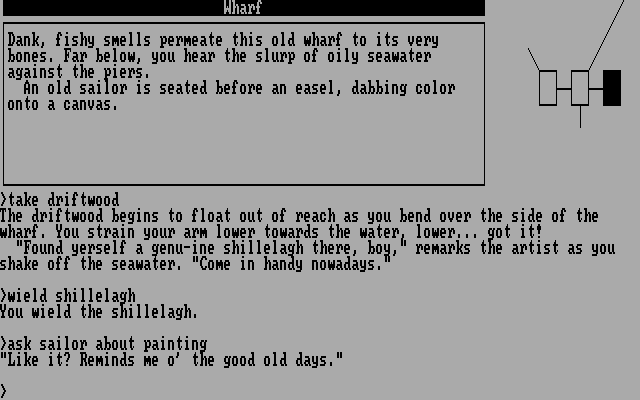 Wharf
Dank, fishy smells permeate this old wharf to its very
bones. Far below, you hear the slurp of oily seawater
against the piers.
An old sailor is seated before an easel, dabbing color
onto a canvas.
>take driftwood
The driftwood begins to float out of reach as you bend over the side of the
wharf. You strain your arm lower towards the water, lower... got it!
"Found yerself a genu-ine shillelagh there, boy," remarks the artist as you
shake off the seawater. "Come in handy nowadays."
>wield shillelagh
You wield the shillelagh.
>ask sailor about painting
"Like it? Reminds me o' the good old days."
>